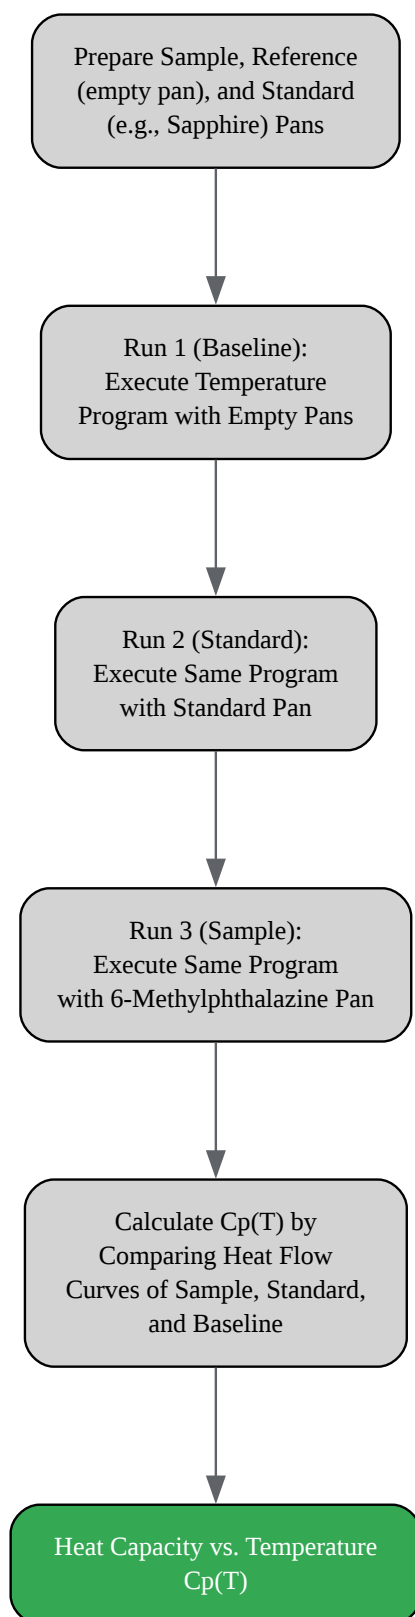 Prepare Sample, Reference
(empty pan), and Standard
(e.g., Sapphire) Pans
Run 1 (Baseline):
Execute Temperature
Program with Empty Pans
Run 2 (Standard):
Execute Same Program
with Standard Pan
Run 3 (Sample):
Execute Same Program
with 6-Methylphthalazine Pan
Calculate Cp(T) by
Comparing Heat Flow
Curves of Sample, Standard,
and Baseline
Heat Capacity vs. Temperature
Cp(T)